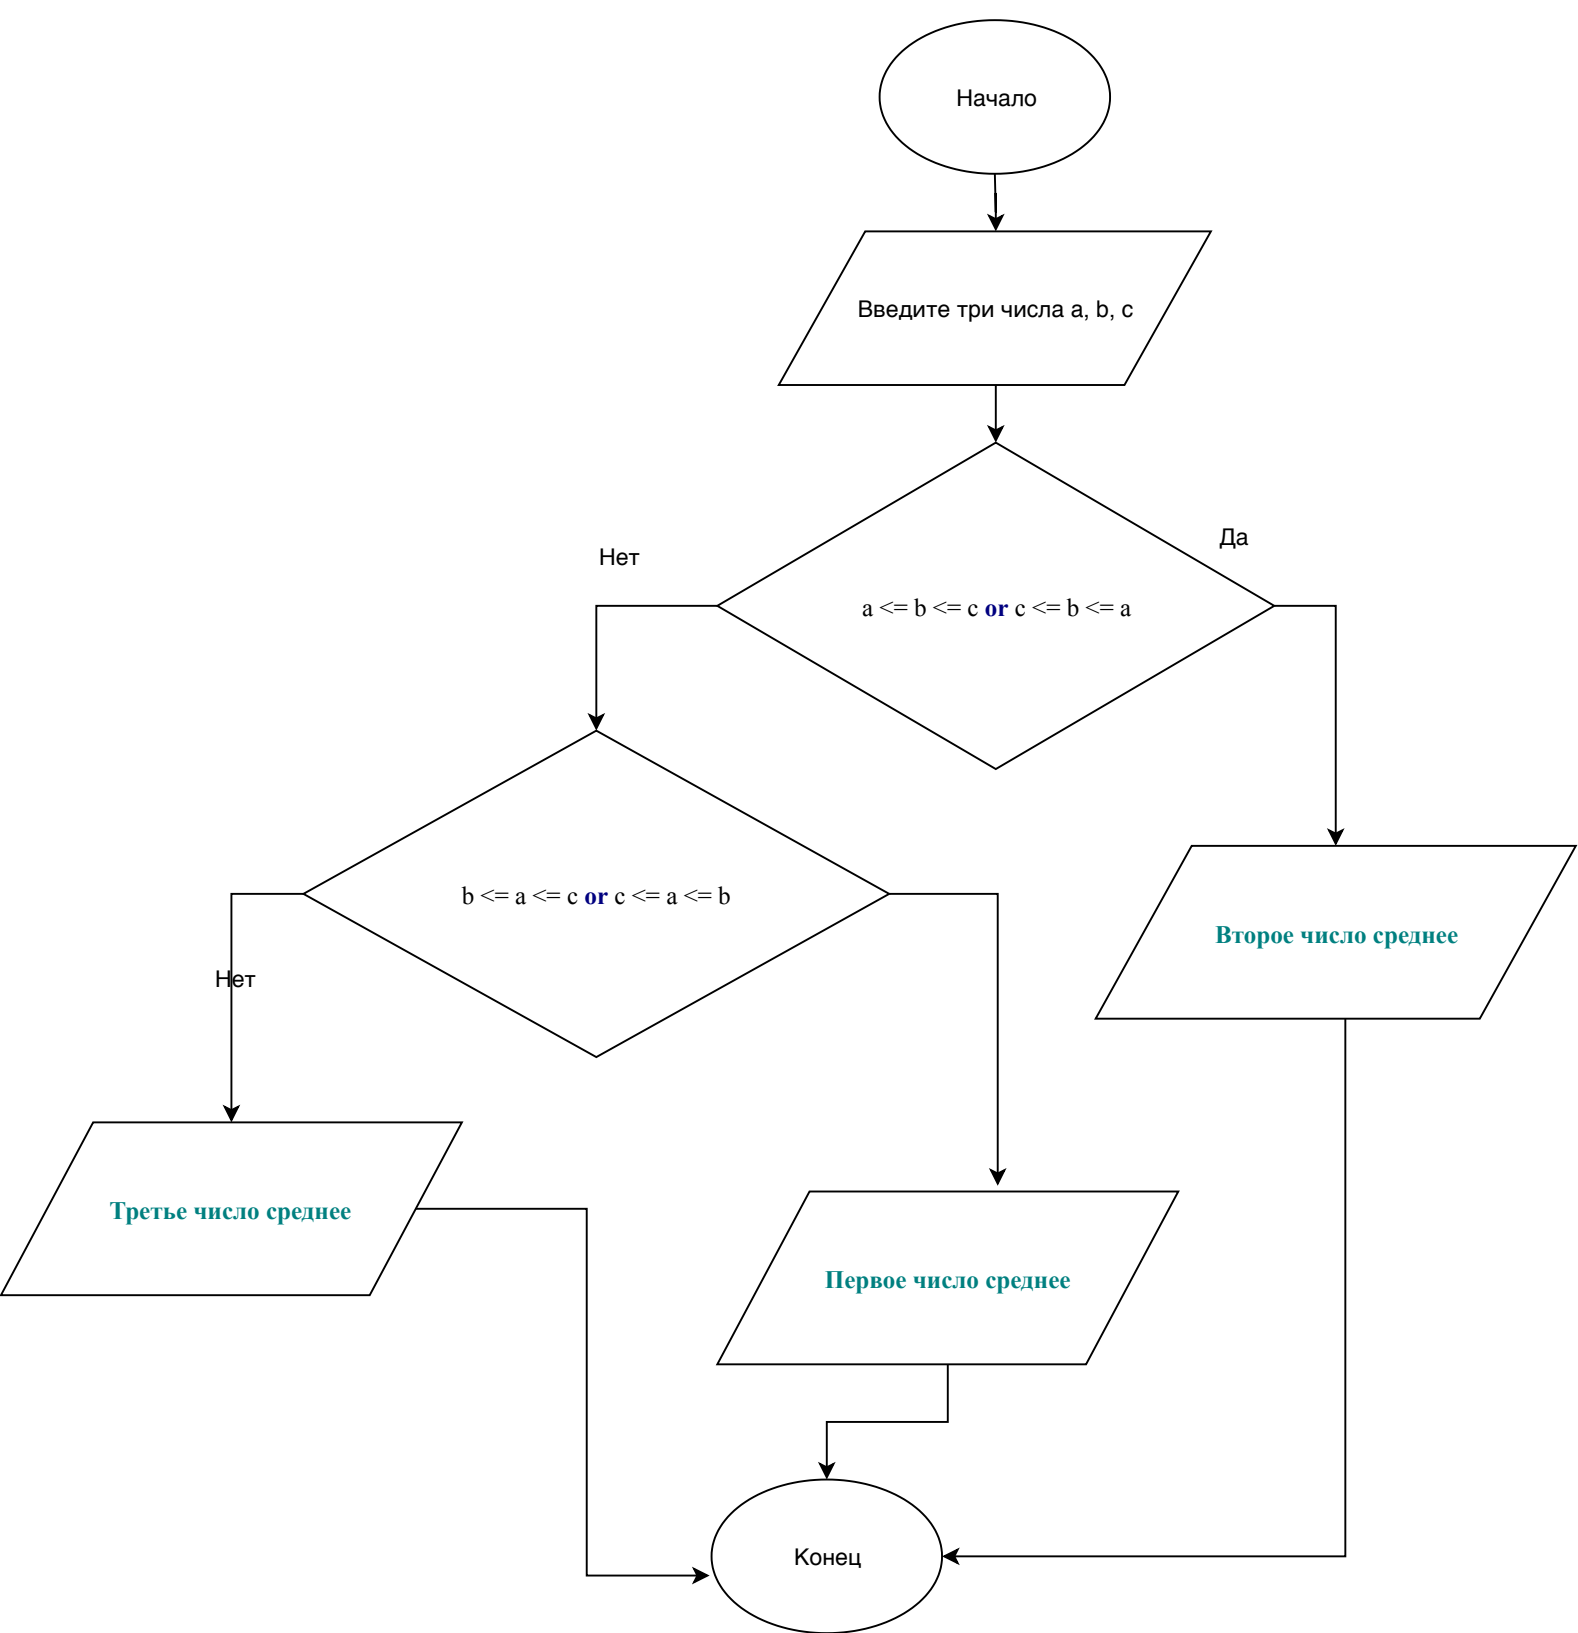 Начало
Введите три числа a, b, c
Да
Нет
a <= b <= c or c <= b <= a
b <= a <= c or c <= a <= b
Второе число среднее
Нет
Третье число среднее
Первое число среднее
Конец